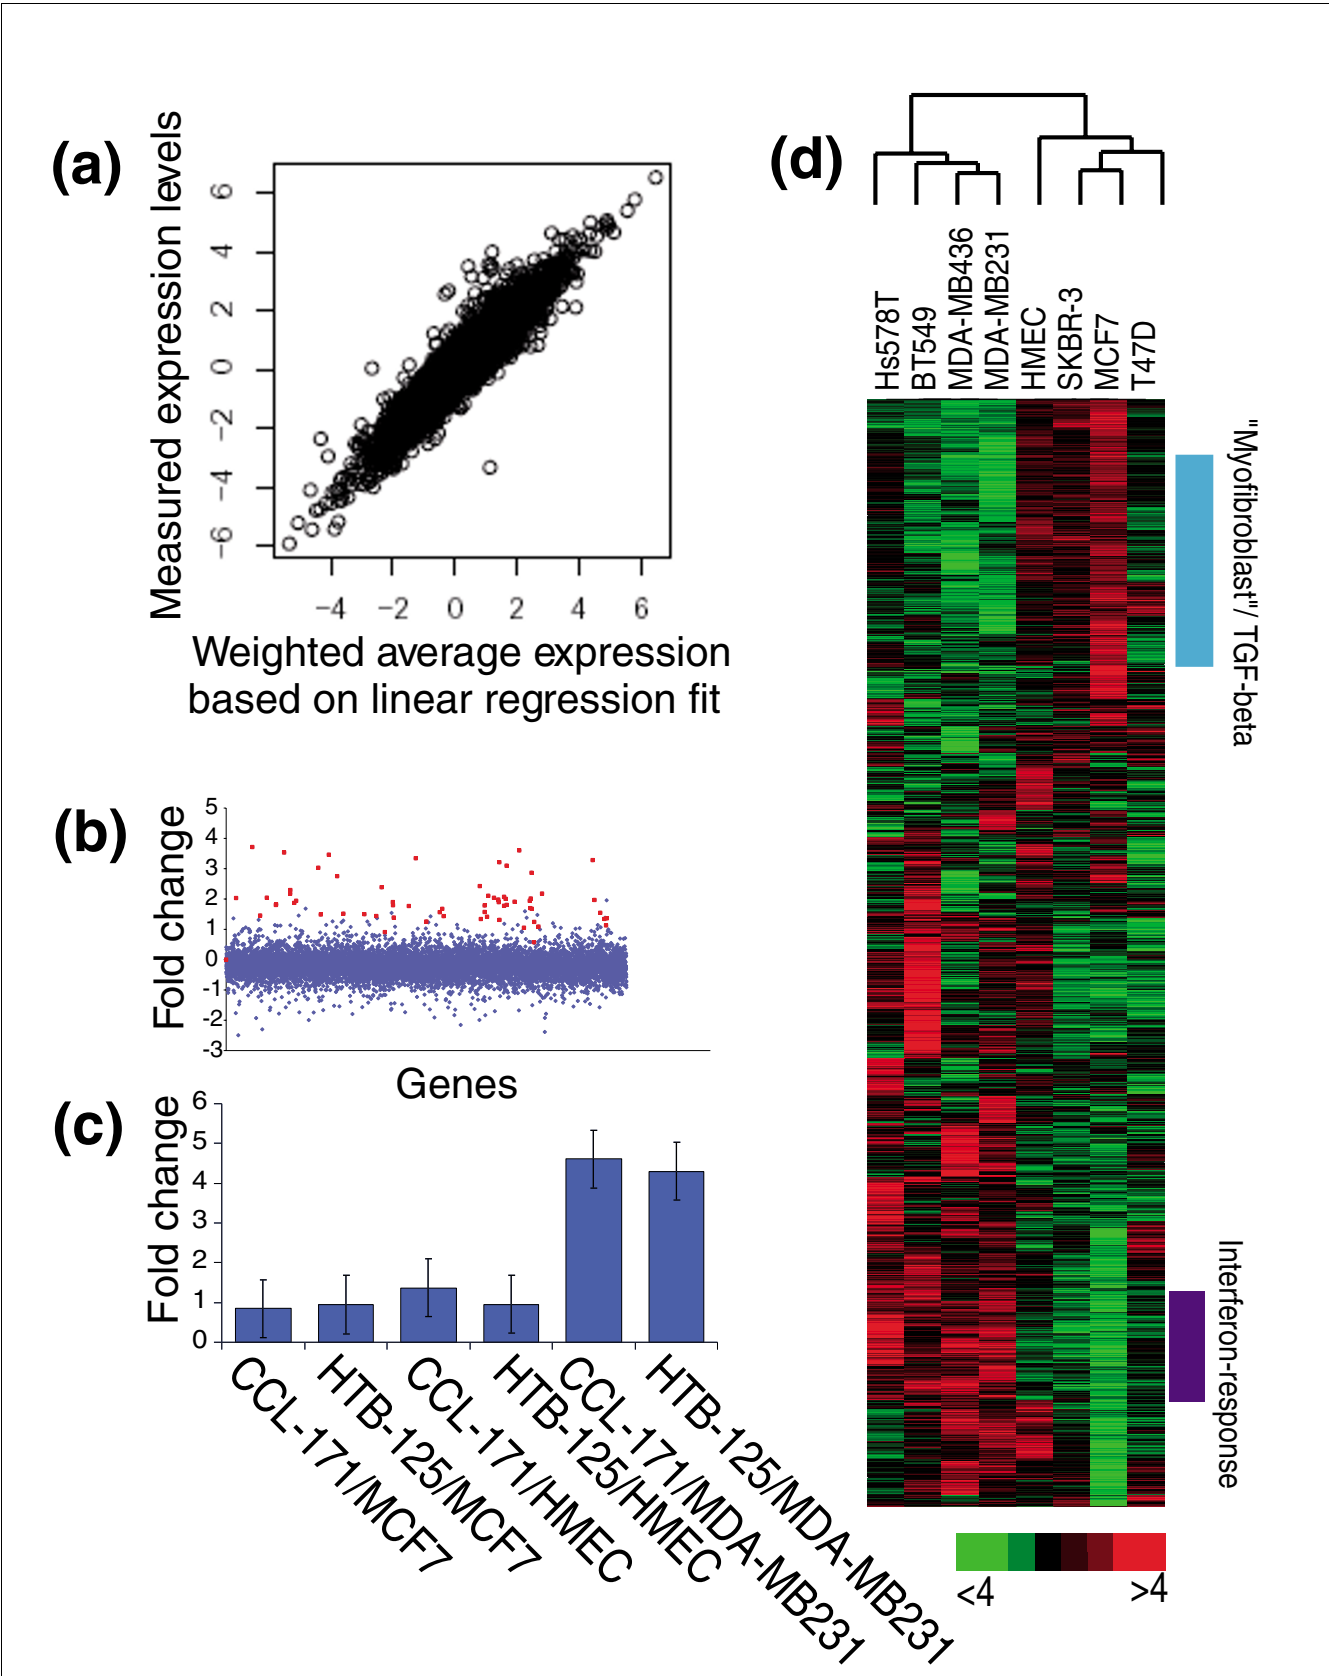 (a)
Measured expression levels
6
4
2
0
−2
−4
−6
−4 −2 0 2 4 6
Weighted average expression
based on linear regression fit
(b)
Fold change
5
4
3
2
1
0
-1
-2
-3
Genes
(c)
Fold change
6
5
4
3
2
1
0
CCL-171/MCF7
HTB-125/MCF7
CCL-171/HMEC
HTB-125/HMEC
CCL-171/MDA-MB231
HTB-125/MDA-MB231
(d)
Hs578T
BT549
MDA-MB436
MDA-MB231
HMEC
SKBR-3
MCF7
T47D
"Myofibroblast"/ TGF-beta
Interferon-response
<4 >4